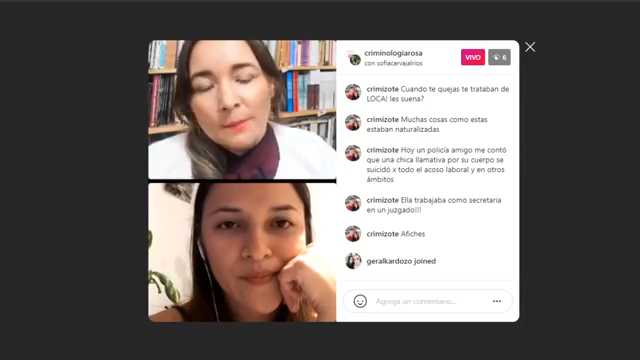 criminologiarosa
con sofiacarvajalrios
VIVO
6
crimizote Cuando te quejas te trataban de
LOCA! les suena?
crimizote Muchas cosas como estas
estaban naturalizadas
crimizote Hoy un policía amigo me contó
que una chica llamativa por su cuerpo se
suicidó x todo el acoso laboral y en otros
ámbitos
crimizote Ella trabajaba como secretaria
en un juzgado!!!
crimizote Afiches
geralkardozo joined
Agrega un comentario...